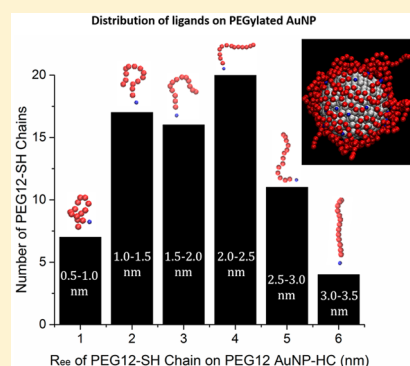 Distribution of ligands on PEGylated AuNP
Number of PEG12-SH Chains
20
15
10
5
0
0.5-1.0
nm
1.0-1.5
nm
1.5-2.0
nm
2.0-2.5
nm
2.5-3.0
nm
3.0-3.5
nm
1 2 3 4 5 6
Ree of PEG12-SH Chain on PEG12 AuNP-HC (nm)